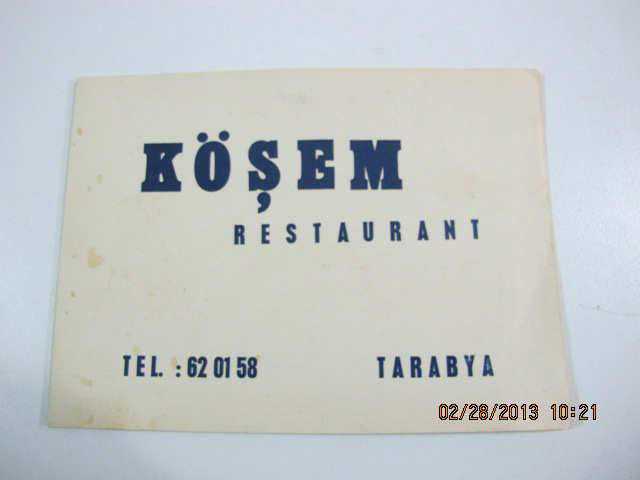 KÖŞEM
RESTAURANT
TEL. : 62 01 58 TARABYA
02/28/2013 10:21